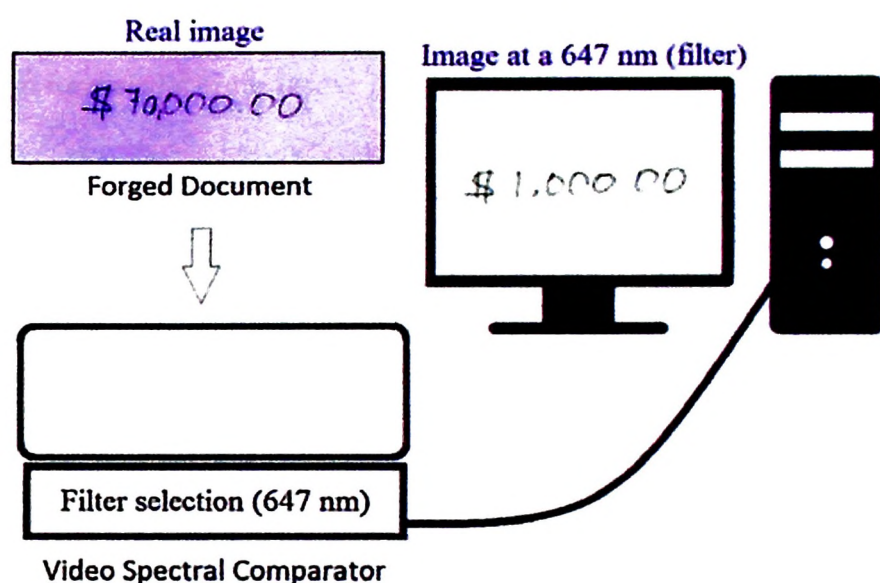 Real image
$ 70,000.00
Forged Document
Image at a 647 nm (filter)
$ 1,000 00
Filter selection (647 nm)
Video Spectral Comparator